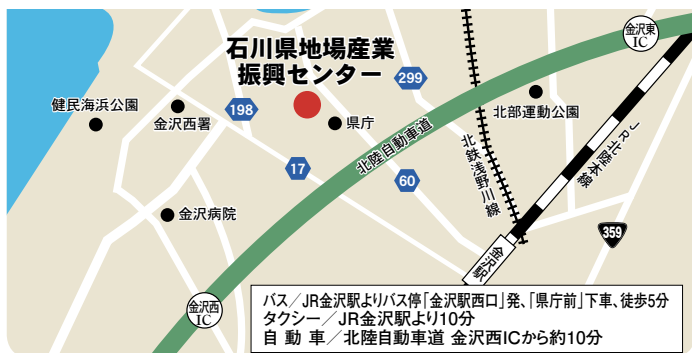 金沢東
IC
石川県地場産業
振興センター
299
健民海浜公園
金沢西署
198
県庁
北部運動公園
北陸自動車道
北鉄浅野川線
JR北陸本線
17
60
金沢病院
359
金沢駅
金沢西
IC
バス/JR金沢駅よりバス停「金沢駅西口」発、「県庁前」下車、徒歩5分
タクシー/JR金沢駅より10分
自動車/北陸自動車道 金沢西ICから約10分